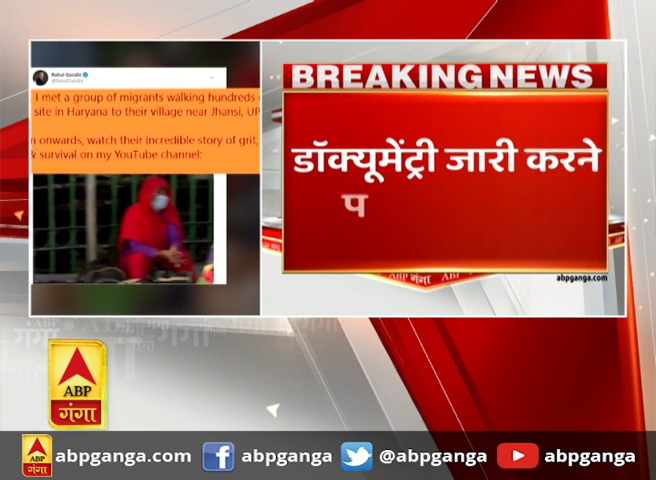 Rahul Gandhi
@RahulGandhi
I met a group of migrants walking hundreds
site in Haryana to their village near Jhansi, UP
onwards, watch their incredible story of grit,
& survival on my YouTube channel:
BREAKING NEWS
डॉक्यूमेंट्री जारी करने
प
ABP गंगा ABP
abpganga.com
ABP
गंगा
ABP
गंगा
abpganga.com
abpganga
@abpganga
abpganga